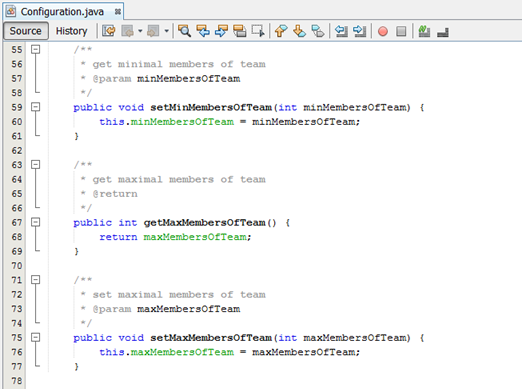 Configuration.java
Source History
55 /**
56 * get minimal members of team
57 * @param minMembersOfTeam
58 */
59 public void setMinMembersOfTeam(int minMembersOfTeam) {
60 this.minMembersOfTeam = minMembersOfTeam;
61 }
62
63 /**
64 * get maximal members of team
65 * @return
66 */
67 public int getMaxMembersOfTeam() {
68 return maxMembersOfTeam;
69 }
70
71 /**
72 * set maximal members of team
73 * @param maxMembersOfTeam
74 */
75 public void setMaxMembersOfTeam(int maxMembersOfTeam) {
76 this.maxMembersOfTeam = maxMembersOfTeam;
77 }
78